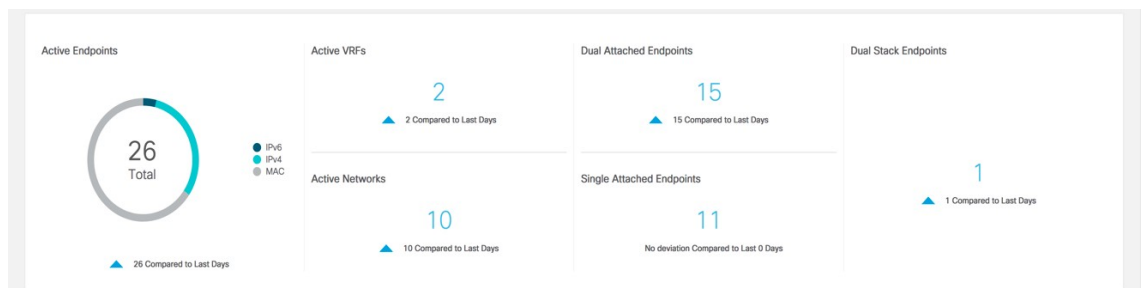 Active Endpoints
26
Total
IPv6
IPv4
MAC
26 Compared to Last Days
Active VRFs
2
2 Compared to Last Days
Active Networks
10
10 Compared to Last Days
Dual Attached Endpoints
15
15 Compared to Last Days
Single Attached Endpoints
11
No deviation Compared to Last 0 Days
Dual Stack Endpoints
1
1 Compared to Last Days